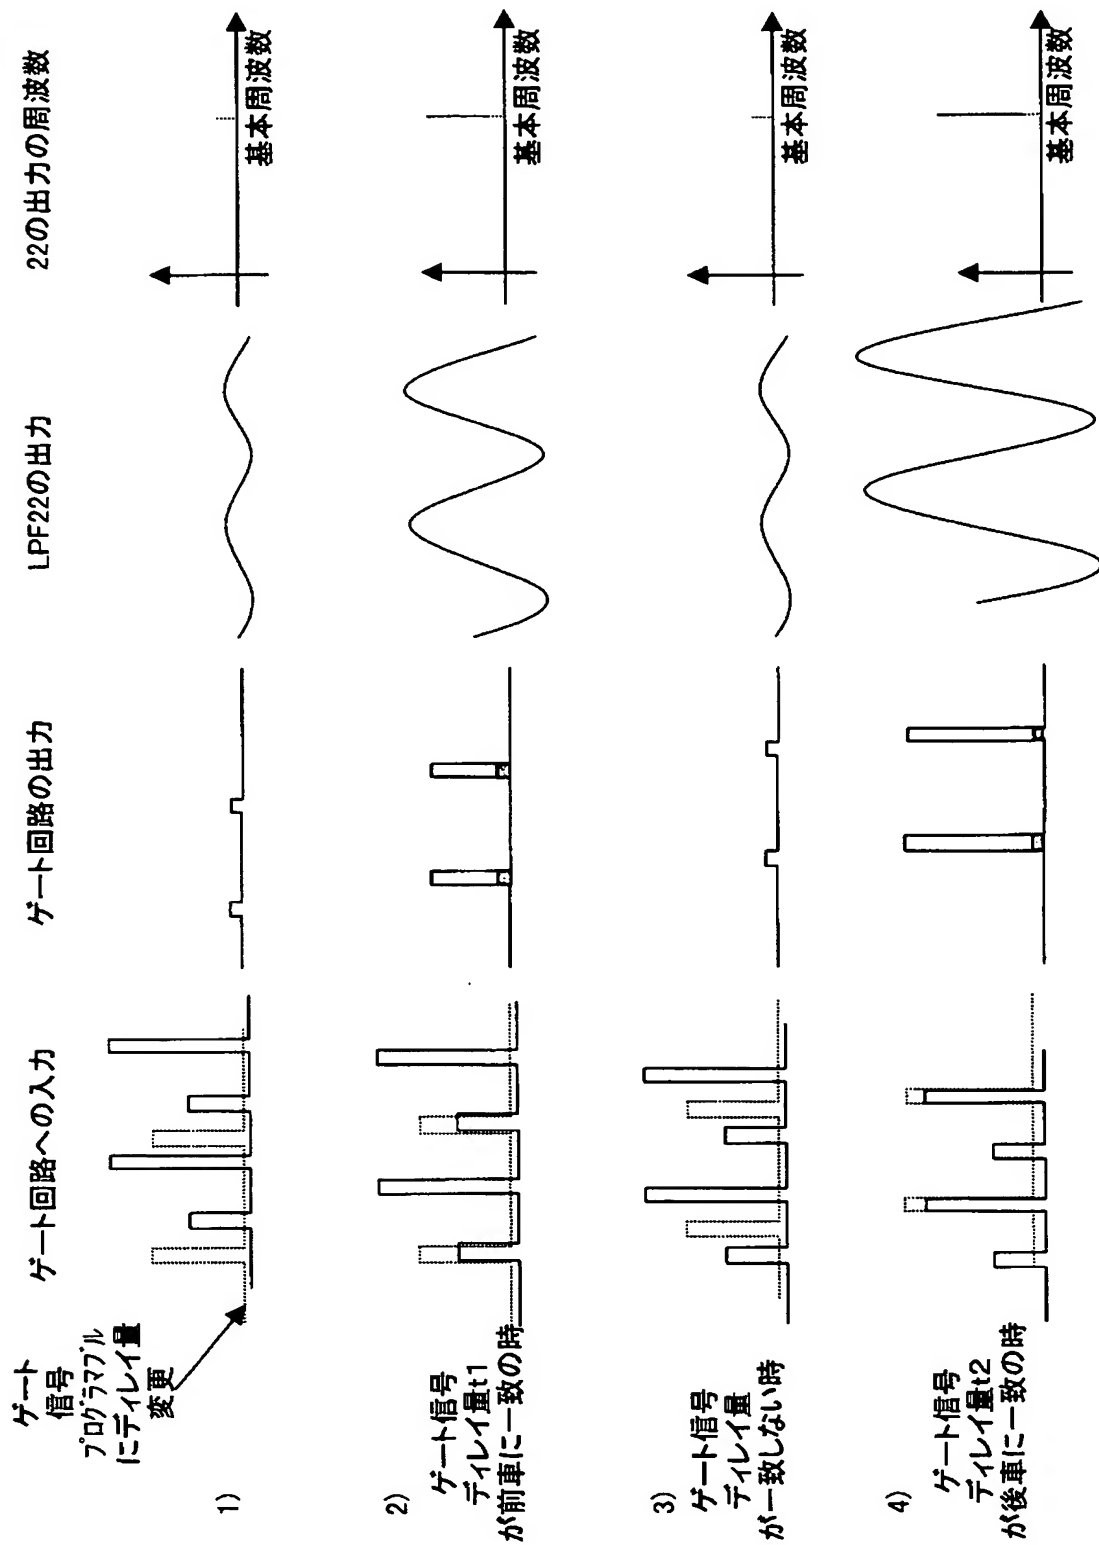 ゲート回路への入力
ゲート回路の出力
LPF22の出力
22の出力の周波数
ゲート
信号
プログラマブル
にディレイ量
変更
1)
基本周波数
2)
ゲート信号
ディレイ量t1
が前車に一致の時
基本周波数
3)
ゲート信号
ディレイ量
が一致しない時
基本周波数
4)
ゲート信号
ディレイ量t2
が後車に一致の時
基本周波数